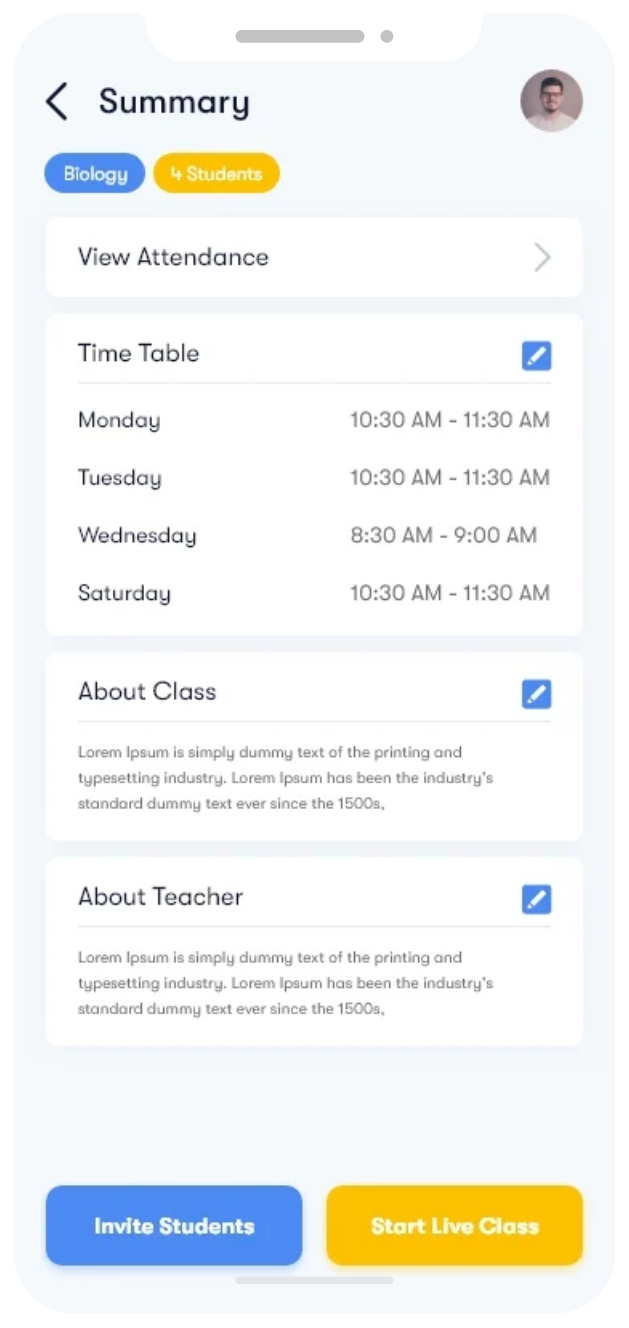 Summary
Biology 4 Students
View Attendance
Time Table
Monday 10:30 AM - 11:30 AM
Tuesday 10:30 AM - 11:30 AM
Wednesday 8:30 AM - 9:00 AM
Saturday 10:30 AM - 11:30 AM
About Class
Lorem Ipsum is simply dummy text of the printing and
typesetting industry. Lorem Ipsum has been the industry's
standard dummy text ever since the 1500s,
About Teacher
Lorem Ipsum is simply dummy text of the printing and
typesetting industry. Lorem Ipsum has been the industry's
standard dummy text ever since the 1500s,
Invite Students Start Live Class